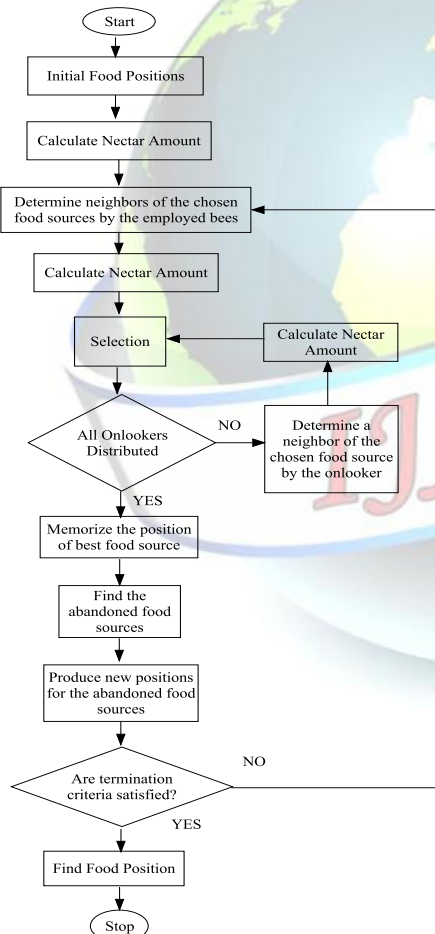 Start
Initial Food Positions
Calculate Nectar Amount
Determine neighbors of the chosen
food sources by the employed bees
Calculate Nectar Amount
Selection
Calculate Nectar
Amount
All Onlookers
Distributed
NO
Determine a
neighbor of the
chosen food source
by the onlooker
YES
Memorize the position
of best food source
Find the
abandoned food
sources
Produce new positions
for the abandoned food
sources
Are termination
criteria satisfied?
NO
YES
Find Food Position
Stop